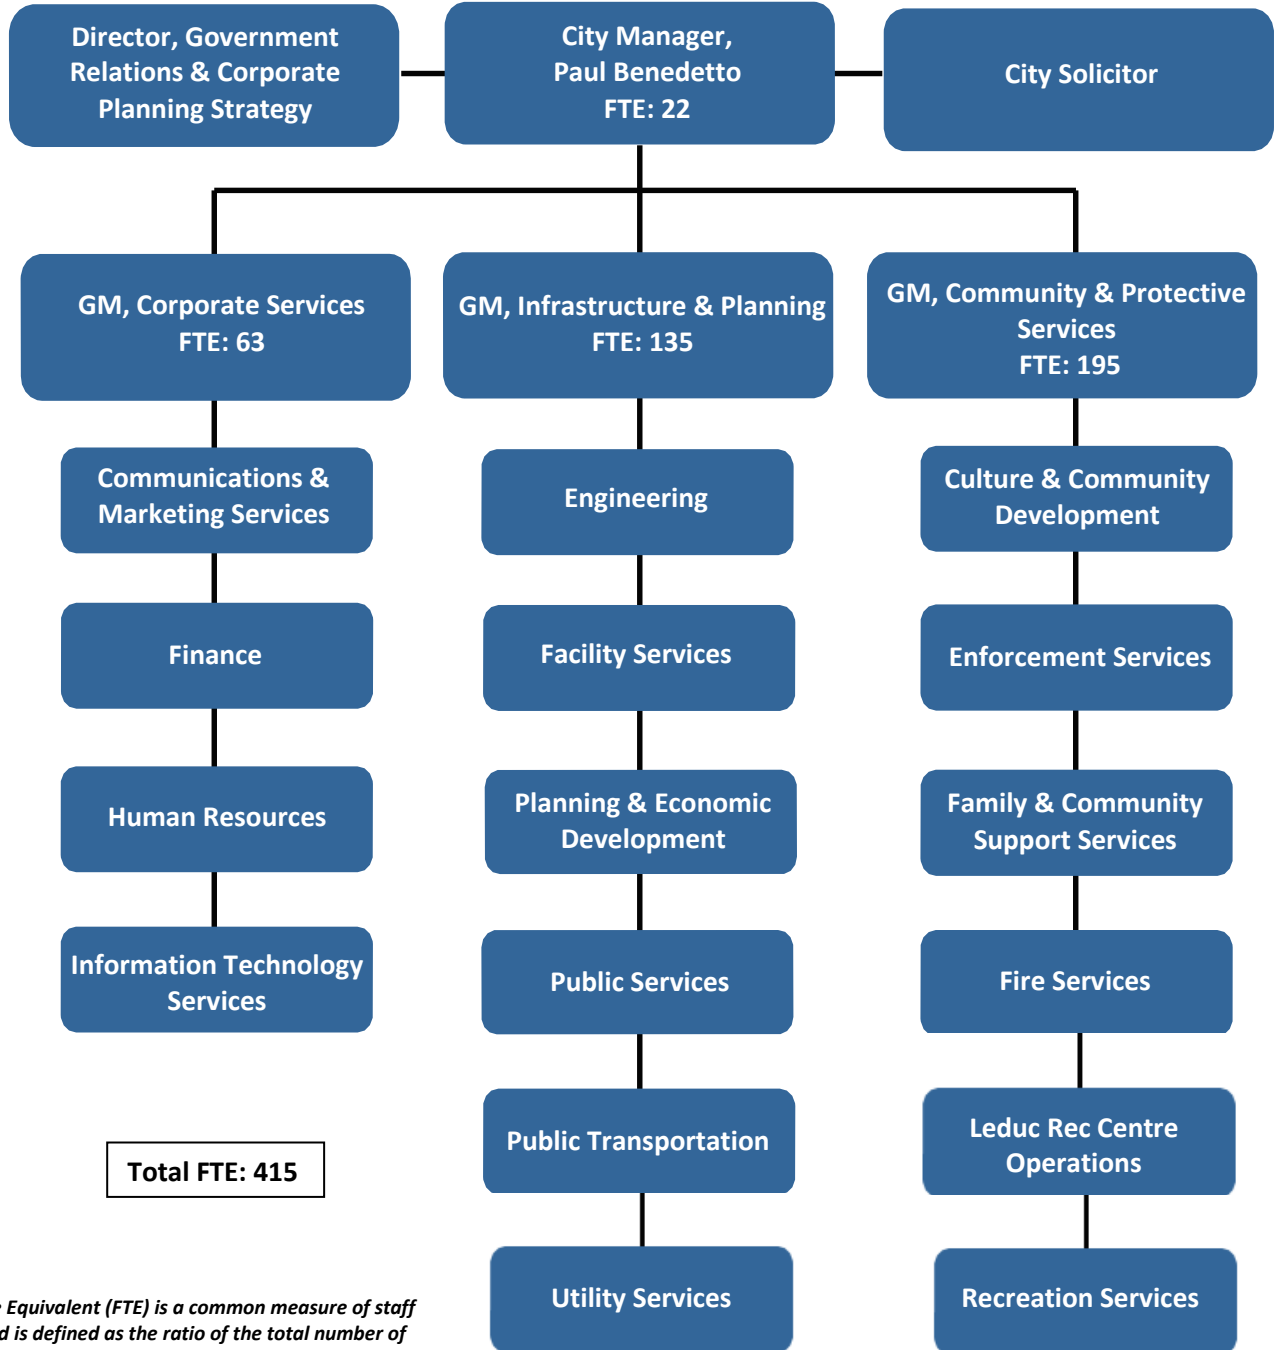 Director, Government
Relations & Corporate
Planning Strategy
City Manager,
Paul Benedetto
FTE: 22
City Solicitor
GM, Corporate Services
FTE: 63
GM, Infrastructure & Planning
FTE: 135
GM, Community & Protective
Services
FTE: 195
Communications &
Marketing Services
Finance
Human Resources
Information Technology
Services
Engineering
Facility Services
Planning & Economic
Development
Public Services
Public Transportation
Utility Services
Culture & Community
Development
Enforcement Services
Family & Community
Support Services
Fire Services
Leduc Rec Centre
Operations
Recreation Services
Total FTE: 415
Equivalent (FTE) is a common measure of staff
is defined as the ratio of the total number of